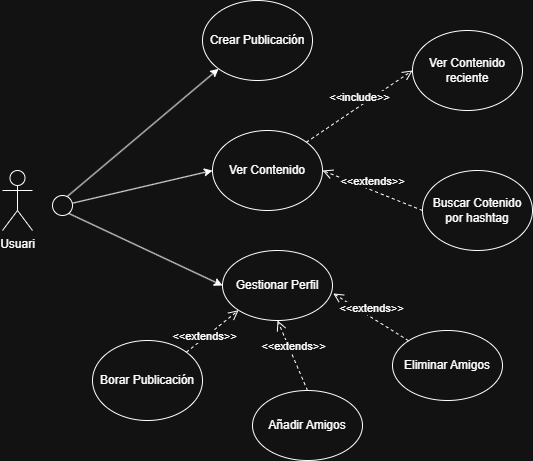 Crear Publicación
Ver Contenido
reciente
<<include>>
Ver Contenido
<<extends>>
Buscar Cotenido
por hashtag
Usuari
Gestionar Perfil
<<extends>>
<<extends>>
<<extends>>
Borar Publicación
Eliminar Amigos
Añadir Amigos